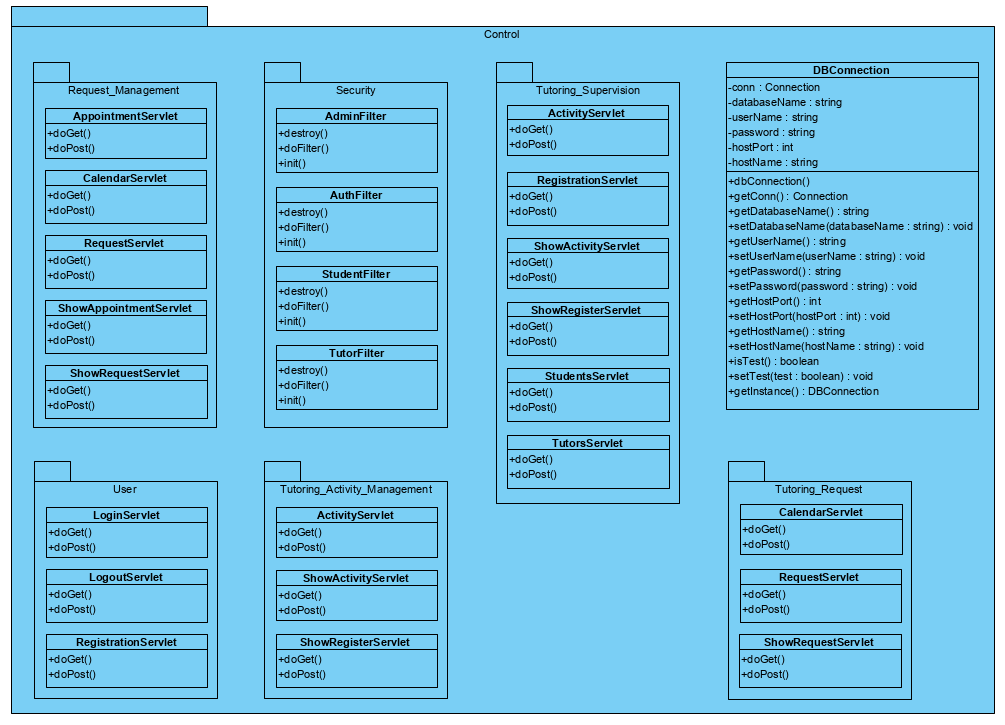 Control
Request_Management
AppointmentServlet
+doGet()
+doPost()
CalendarServlet
+doGet()
+doPost()
RequestServlet
+doGet()
+doPost()
ShowAppointmentServlet
+doGet()
+doPost()
ShowRequestServlet
+doGet()
+doPost()
Security
AdminFilter
+destroy()
+doFilter()
+init()
AuthFilter
+destroy()
+doFilter()
+init()
StudentFilter
+destroy()
+doFilter()
+init()
TutorFilter
+destroy()
+doFilter()
+init()
Tutoring_Supervision
ActivityServlet
+doGet()
+doPost()
RegistrationServlet
+doGet()
+doPost()
ShowActivityServlet
+doGet()
+doPost()
ShowRegisterServlet
+doGet()
+doPost()
StudentsServlet
+doGet()
+doPost()
TutorsServlet
+doGet()
+doPost()
DBConnection
-conn : Connection
-databaseName : string
-userName : string
-password : string
-hostPort : int
-hostName : string
+dbConnection()
+getConn() : Connection
+getDatabaseName() : string
+setDatabaseName(databaseName : string) : void
+getUserName() : string
+setUserName(userName : string) : void
+getPassword() : string
+setPassword(password : string) : void
+getHostPort() : int
+setHostPort(hostPort : int) : void
+getHostName() : string
+setHostName(hostName : string) : void
+isTest() : boolean
+setTest(test : boolean) : void
+getInstance() : DBConnection
User
LoginServlet
+doGet()
+doPost()
LogoutServlet
+doGet()
+doPost()
RegistrationServlet
+doGet()
+doPost()
Tutoring_Activity_Management
ActivityServlet
+doGet()
+doPost()
ShowActivityServlet
+doGet()
+doPost()
ShowRegisterServlet
+doGet()
+doPost()
Tutoring_Request
CalendarServlet
+doGet()
+doPost()
RequestServlet
+doGet()
+doPost()
ShowRequestServlet
+doGet()
+doPost()